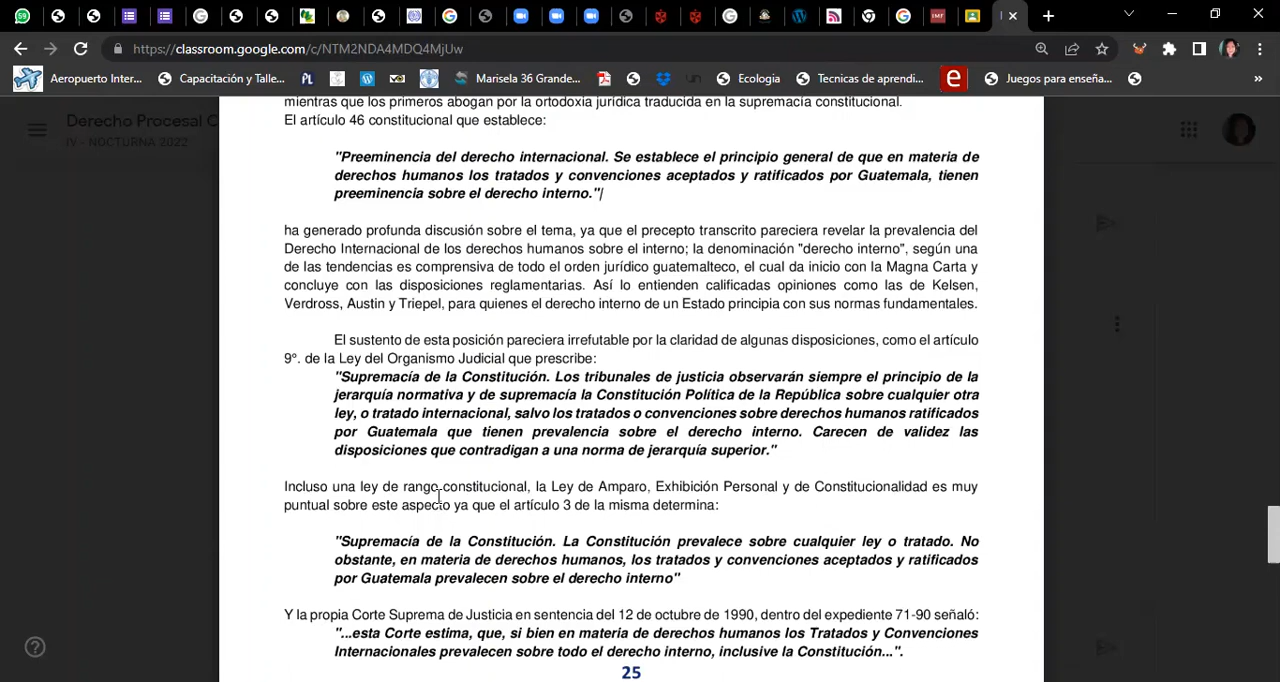 https://classroom.google.com/c/NTM2NDA4MDQ4MjUw
Aeropuerto Inter...
Capacitación y Talle...
Marisela 36 Grande...
Ecologia
Tecnicas de aprendi...
Juegos para enseña...
mientras que los primeros abogan por la ortodoxia jurídica traducida en la supremacía constitucional.
El artículo 46 constitucional que establece:
"Preeminencia del derecho internacional. Se establece el principio general de que en materia de
derechos humanos los tratados y convenciones aceptados y ratificados por Guatemala, tienen
preeminencia sobre el derecho interno."
Derecho Procesal C
IV - NOCTURNA 2022
ha generado profunda discusión sobre el tema, ya que el precepto transcrito pareciera revelar la prevalencia del
Derecho Internacional de los derechos humanos sobre el interno; la denominación "derecho interno", según una
de las tendencias es comprensiva de todo el orden jurídico guatemalteco, el cual da inicio con la Magna Carta y
concluye con las disposiciones reglamentarias. Así lo entienden calificadas opiniones como las de Kelsen,
Verdross, Austin y Triepel, para quienes el derecho interno de un Estado principia con sus normas fundamentales.
El sustento de esta posición pareciera irrefutable por la claridad de algunas disposiciones, como el artículo
9º. de la Ley del Organismo Judicial que prescribe:
"Supremacía de la Constitución. Los tribunales de justicia observarán siempre el principio de la
jerarquía normativa y de supremacía la Constitución Política de la República sobre cualquier otra
ley, o tratado internacional, salvo los tratados o convenciones sobre derechos humanos ratificados
por Guatemala que tienen prevalencia sobre el derecho interno. Carecen de validez las
disposiciones que contradigan a una norma de jerarquía superior."
Incluso una ley de rango constitucional, la Ley de Amparo, Exhibición Personal y de Constitucionalidad es muy
puntual sobre este aspecto ya que el artículo 3 de la misma determina:
"Supremacía de la Constitución. La Constitución prevalece sobre cualquier ley o tratado. No
obstante, en materia de derechos humanos, los tratados y convenciones aceptados y ratificados
por Guatemala prevalecen sobre el derecho interno"
Y la propia Corte Suprema de Justicia en sentencia del 12 de octubre de 1990, dentro del expediente 71-90 señaló:
"...esta Corte estima, que, si bien en materia de derechos humanos los Tratados y Convenciones
Internacionales prevalecen sobre todo el derecho interno, inclusive la Constitución...".
25